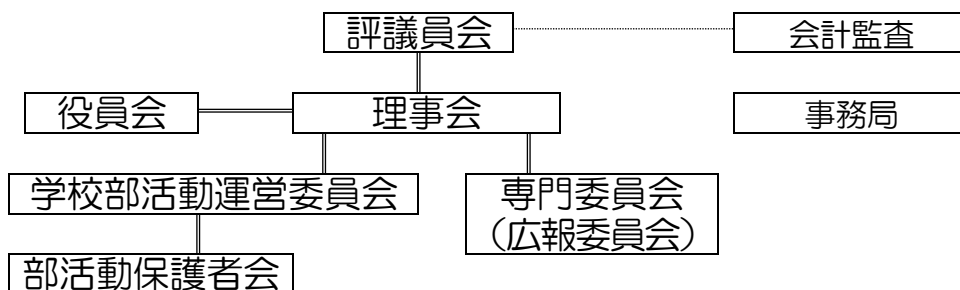 評議員会
会計監査
役員会
理事会
事務局
学校部活動運営委員会
専門委員会
（広報委員会）
部活動保護者会